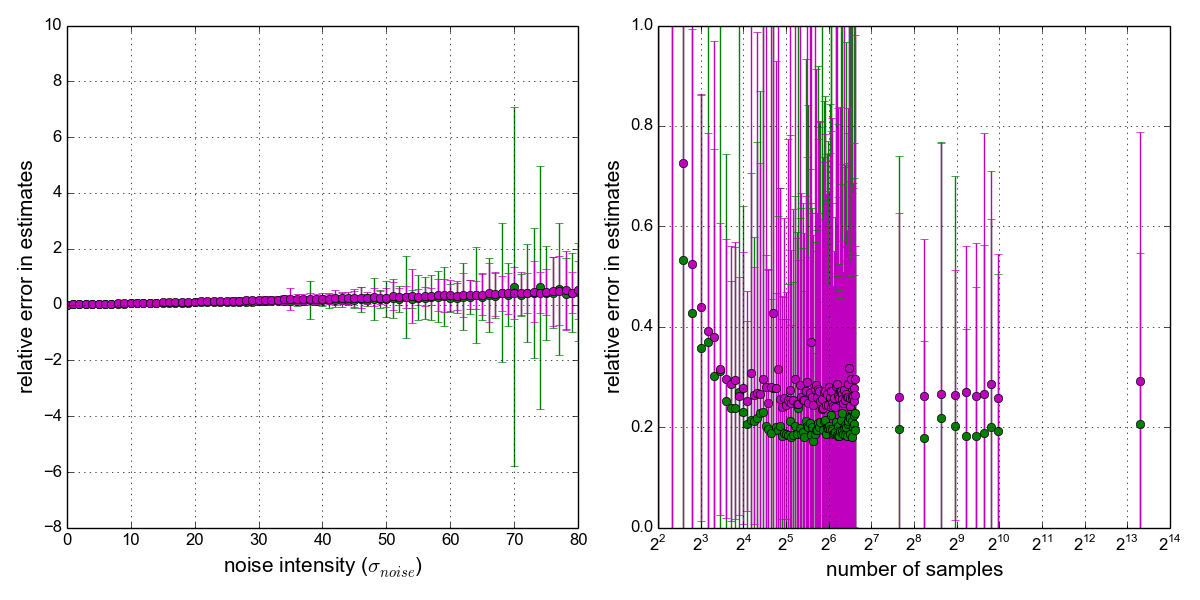 10
8
6
4
2
0
−2
−4
−6
−8
0 10 20 30 40 50 60 70 80
relative error in estimates
noise intensity (σ_noise)
1.0
0.8
0.6
0.4
0.2
0.0
2^2 2^3 2^4 2^5 2^6 2^7 2^8 2^9 2^10 2^11 2^12 2^13 2^14
relative error in estimates
number of samples